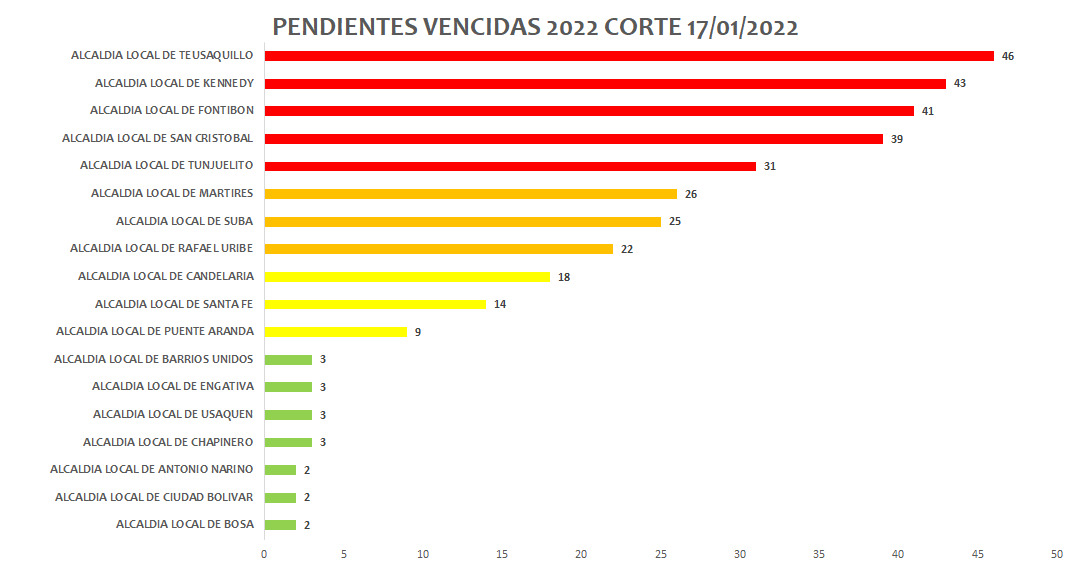 PENDIENTES VENCIDAS 2022 CORTE 17/01/2022
ALCALDIA LOCAL DE TEUSAQUILLO 46
ALCALDIA LOCAL DE KENNEDY 43
ALCALDIA LOCAL DE FONTIBON 41
ALCALDIA LOCAL DE SAN CRISTOBAL 39
ALCALDIA LOCAL DE TUNJUELITO 31
ALCALDIA LOCAL DE MARTIRES 26
ALCALDIA LOCAL DE SUBA 25
ALCALDIA LOCAL DE RAFAEL URIBE 22
ALCALDIA LOCAL DE CANDELARIA 18
ALCALDIA LOCAL DE SANTA FE 14
ALCALDIA LOCAL DE PUENTE ARANDA 9
ALCALDIA LOCAL DE BARRIOS UNIDOS 3
ALCALDIA LOCAL DE ENGATIVA 3
ALCALDIA LOCAL DE USAQUEN 3
ALCALDIA LOCAL DE CHAPINERO 3
ALCALDIA LOCAL DE ANTONIO NARINO 2
ALCALDIA LOCAL DE CIUDAD BOLIVAR 2
ALCALDIA LOCAL DE BOSA 2
0 5 10 15 20 25 30 35 40 45 50